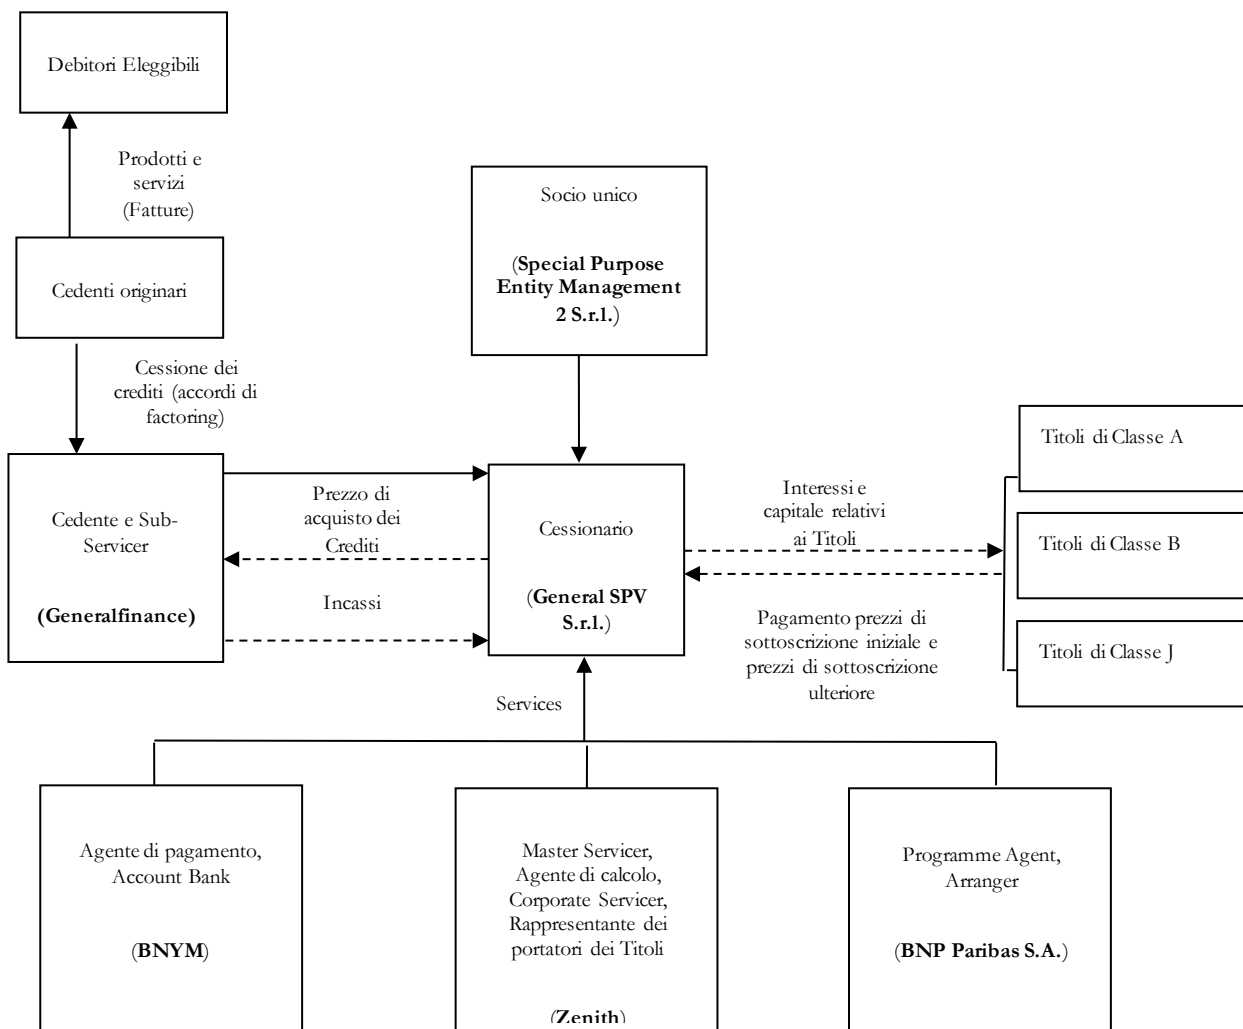 Debitori Eleggibili
Prodotti e
servizi
(Fatture)
Cedenti originari
Cessione dei
crediti (accordi di
factoring)
Socio unico
(Special Purpose
Entity Management
2 S.r.l.)
Cedente e Sub-
Servicer
(Generalfinance)
Prezzo di
acquisto dei
Crediti
Incassi
Cessionario
(General SPV
S.r.l.)
Interessi e
capitale relativi
ai Titoli
Pagamento prezzi di
sottoscrizione iniziale e
prezzi di sottoscrizione
ulteriore
Titoli di Classe A
Titoli di Classe B
Titoli di Classe J
Services
Agente di pagamento,
Account Bank
(BNYM)
Master Servicer,
Agente di calcolo,
Corporate Servicer,
Rappresentante dei
portatori dei Titoli
(Zenith)
Programme Agent,
Arranger
(BNP Paribas S.A.)